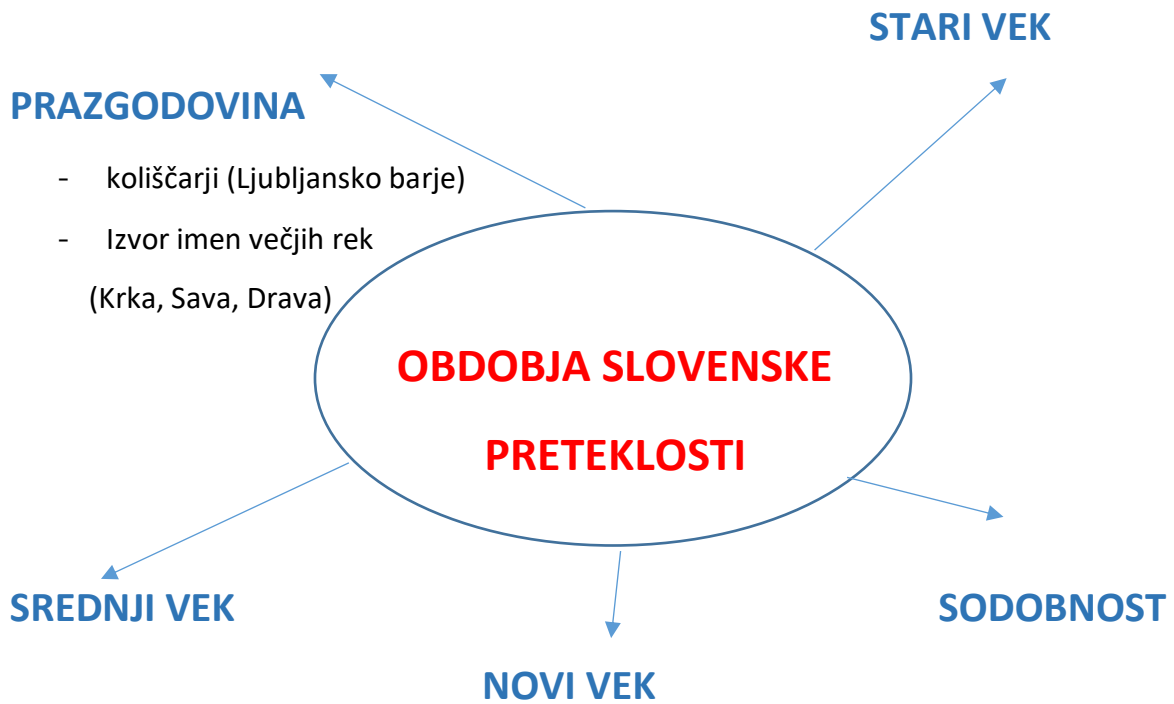 STARI VEK
PRAZGODOVINA
- koliščarji (Ljubljansko barje)
- Izvor imen večjih rek
(Krka, Sava, Drava)
OBDOBJA SLOVENSKE
PRETEKLOSTI
SREDNJI VEK
SODOBNOST
NOVI VEK